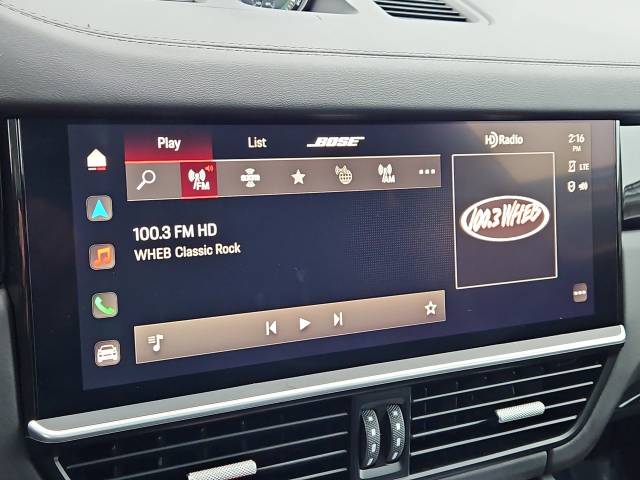 Play
List
BOSE
HD Radio
2:16
PM
FM
AM
LTE
100.3 FM HD
WHEB Classic Rock
100.3 WHEB